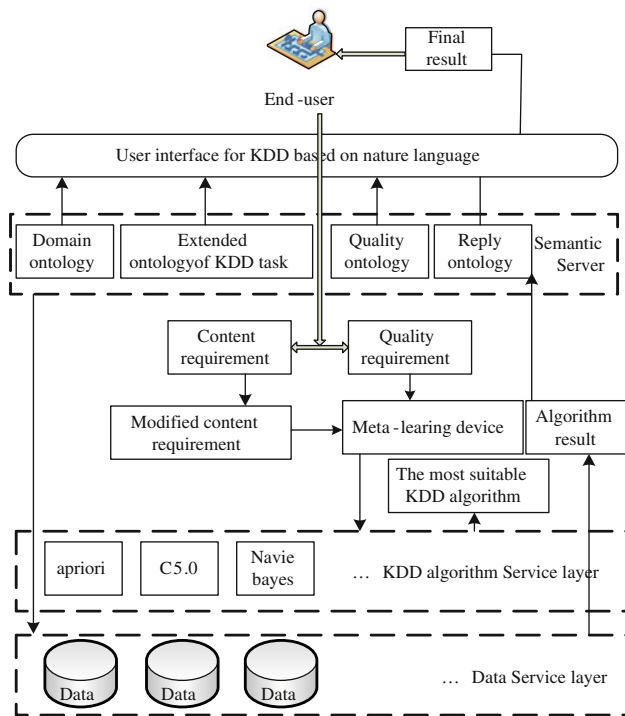 Final
result
End -user
User interface for KDD based on nature language
Domain
ontology
Extended
ontologyof KDD task
Quality
ontology
Reply
ontology
Semantic
Server
Content
requirement
Quality
requirement
Modified content
requirement
Meta -learing device
Algorithm
result
The most suitable
KDD algorithm
apriori
C5.0
Navie
bayes
... KDD algorithm Service layer
Data
Data
Data
... Data Service layer